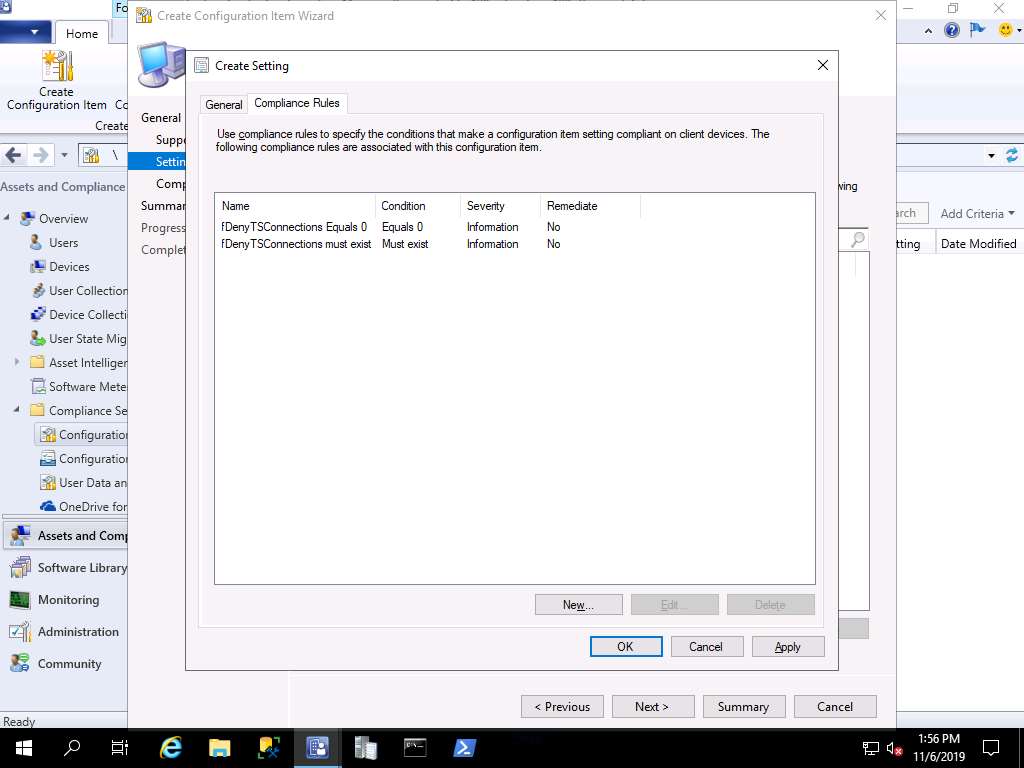 Fo
Create Configuration Item Wizard
Home
Create Setting
Create
Configuration Item
Co
Create
General
Compliance Rules
Use compliance rules to specify the conditions that make a configuration item setting compliant on client devices. The
following compliance rules are associated with this configuration item.
General
Supp
Settin
Comp
Summar
Progress
Complet
\
Assets and Compliance
Overview
Users
Devices
User Collection
Device Collecti
User State Mig
Asset Intelliger
Software Mete
Compliance Se
Configuratio
Configuration
User Data an
OneDrive for
Assets and Comp
Software Library
Monitoring
Administration
Community
Name Condition Severity Remediate
fDenyTSConnections Equals 0 Equals 0 Information No
fDenyTSConnections must exist Must exist Information No
wing
arch
Add Criteria
tting
Date Modified
New...
Edit...
Delete
OK
Cancel
Apply
< Previous
Next >
Summary
Cancel
Ready
1:56 PM
11/6/2019